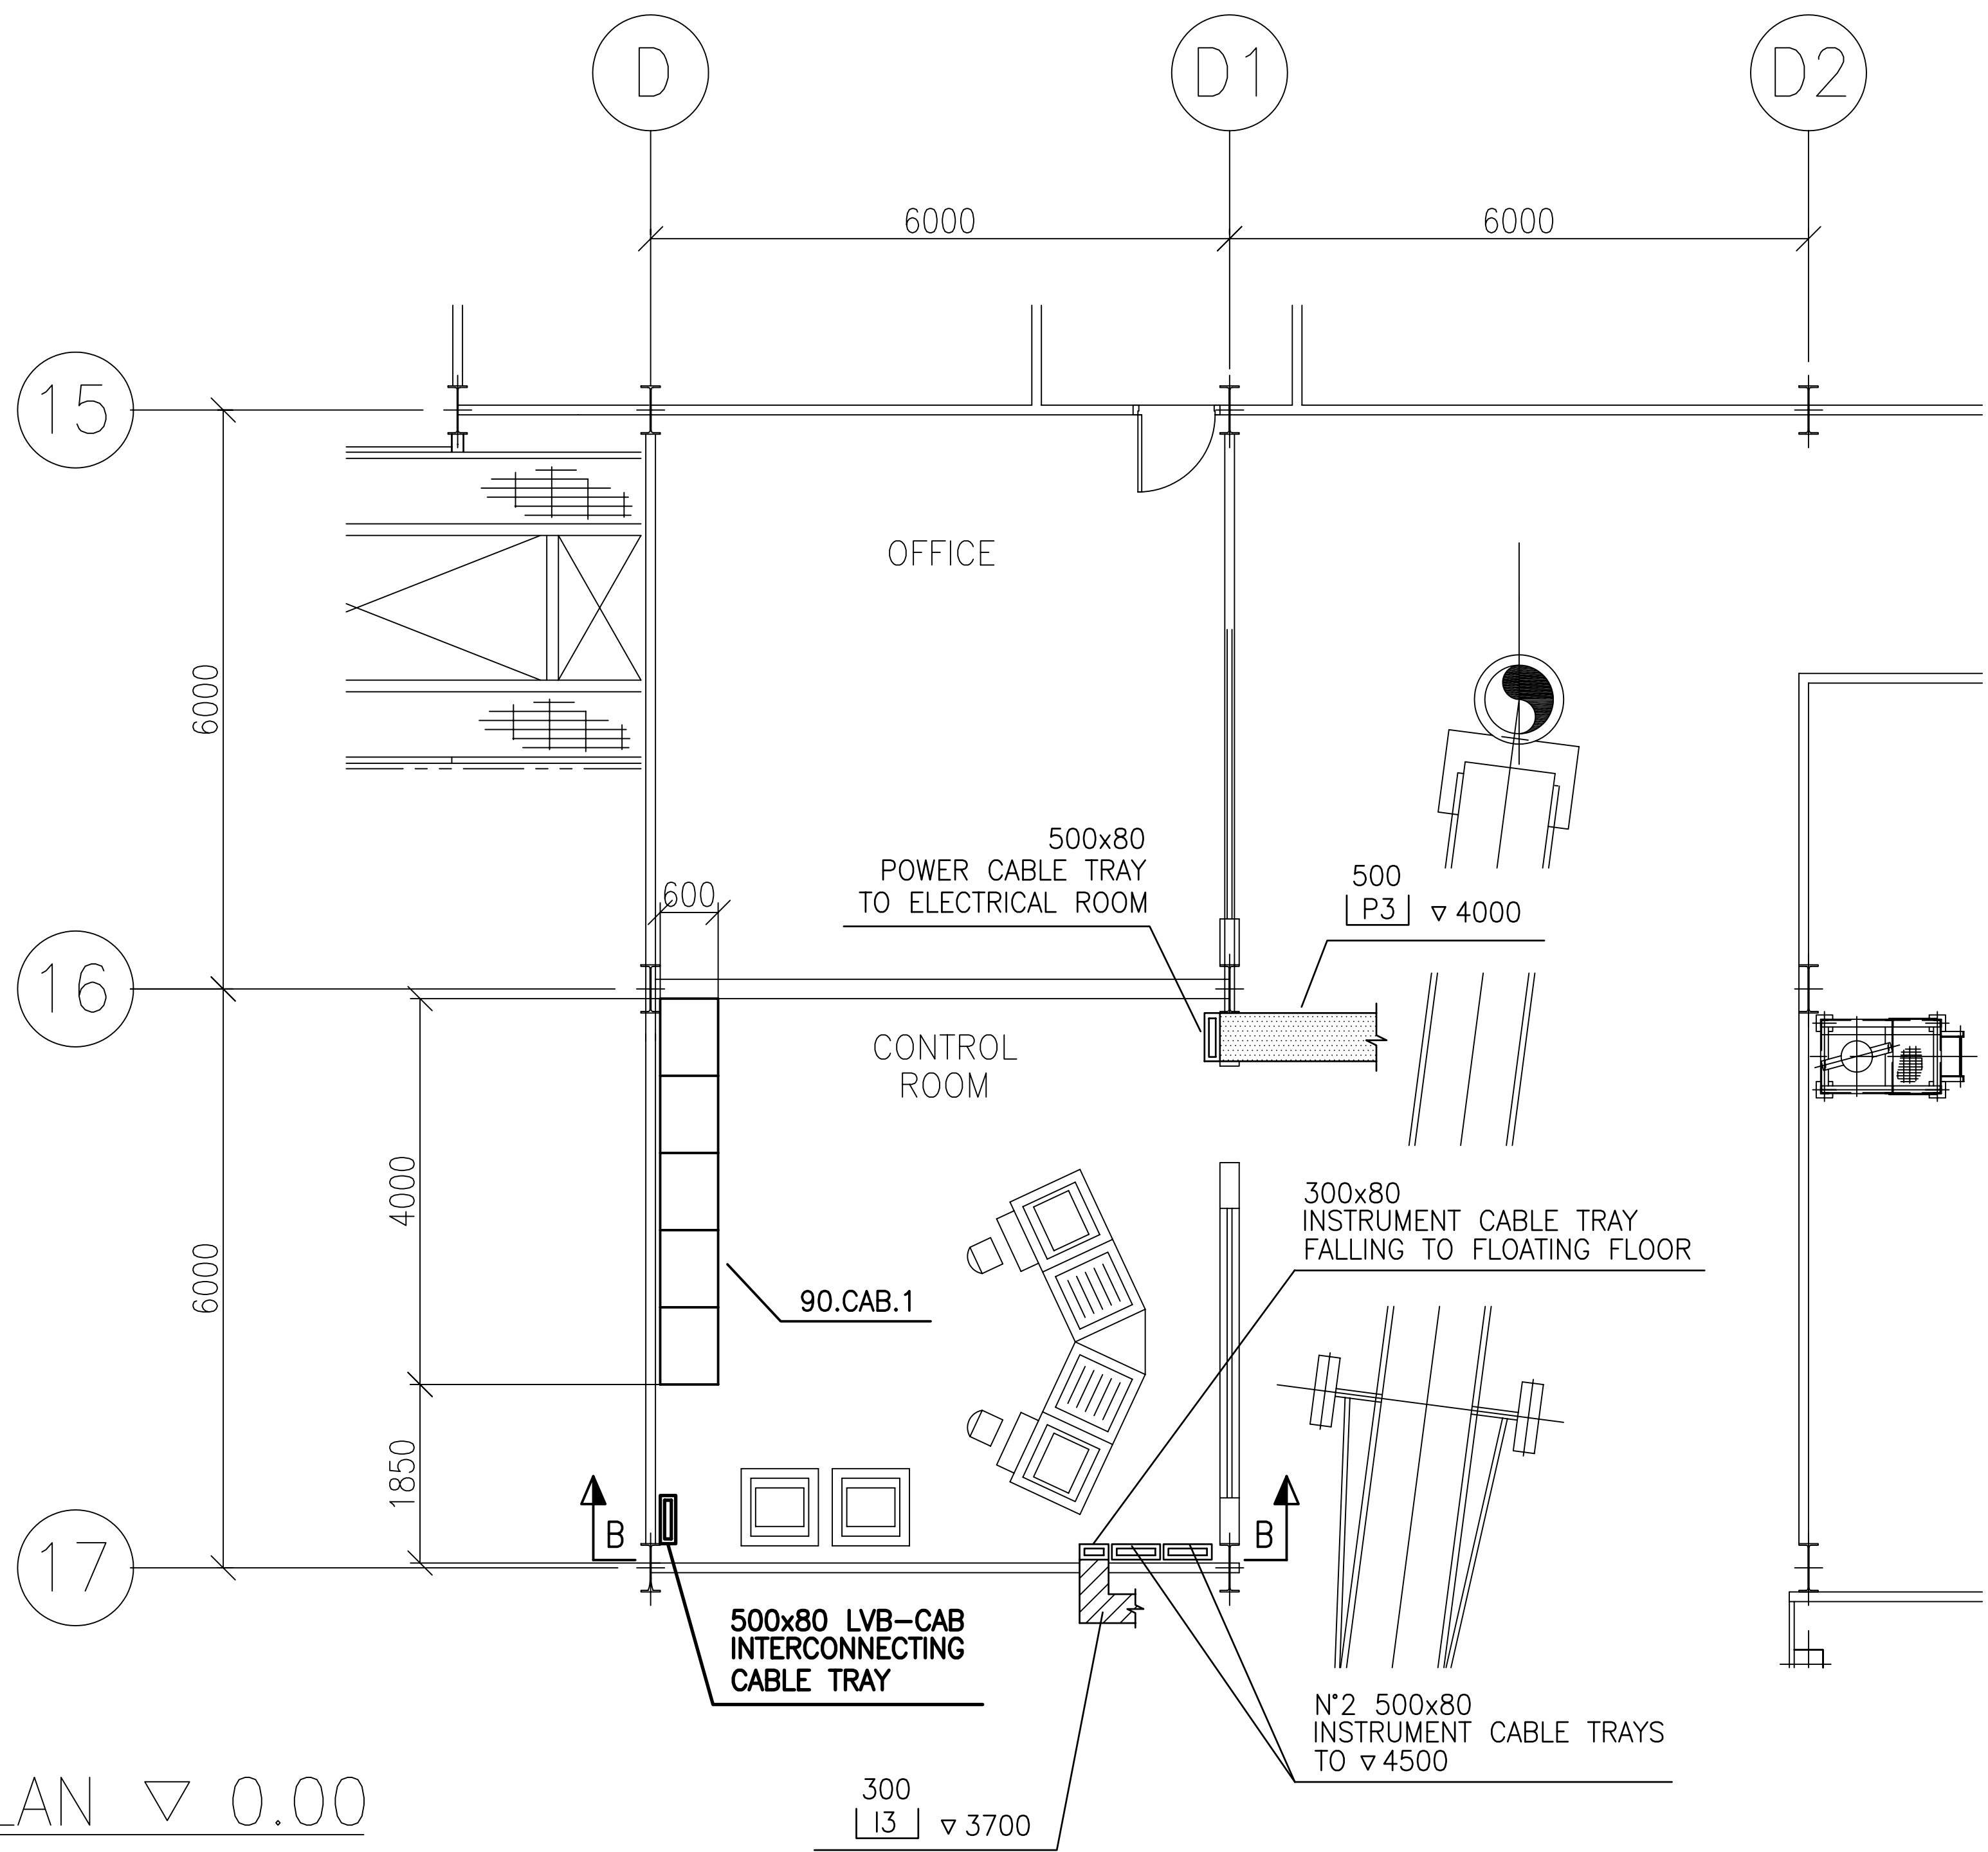 D
D1
D2
6000
6000
15
OFFICE
6000
500x80
POWER CABLE TRAY
TO ELECTRICAL ROOM
500
P3 ▽ 4000
600
16
CONTROL
ROOM
4000
6000
300x80
INSTRUMENT CABLE TRAY
FALLING TO FLOATING FLOOR
90.CAB.1
1850
B
B
17
500x80 LVB-CAB
INTERCONNECTING
CABLE TRAY
N°2 500x80
INSTRUMENT CABLE TRAYS
TO ▽ 4500
300
I3 ▽ 3700
LAN ▽ 0.00